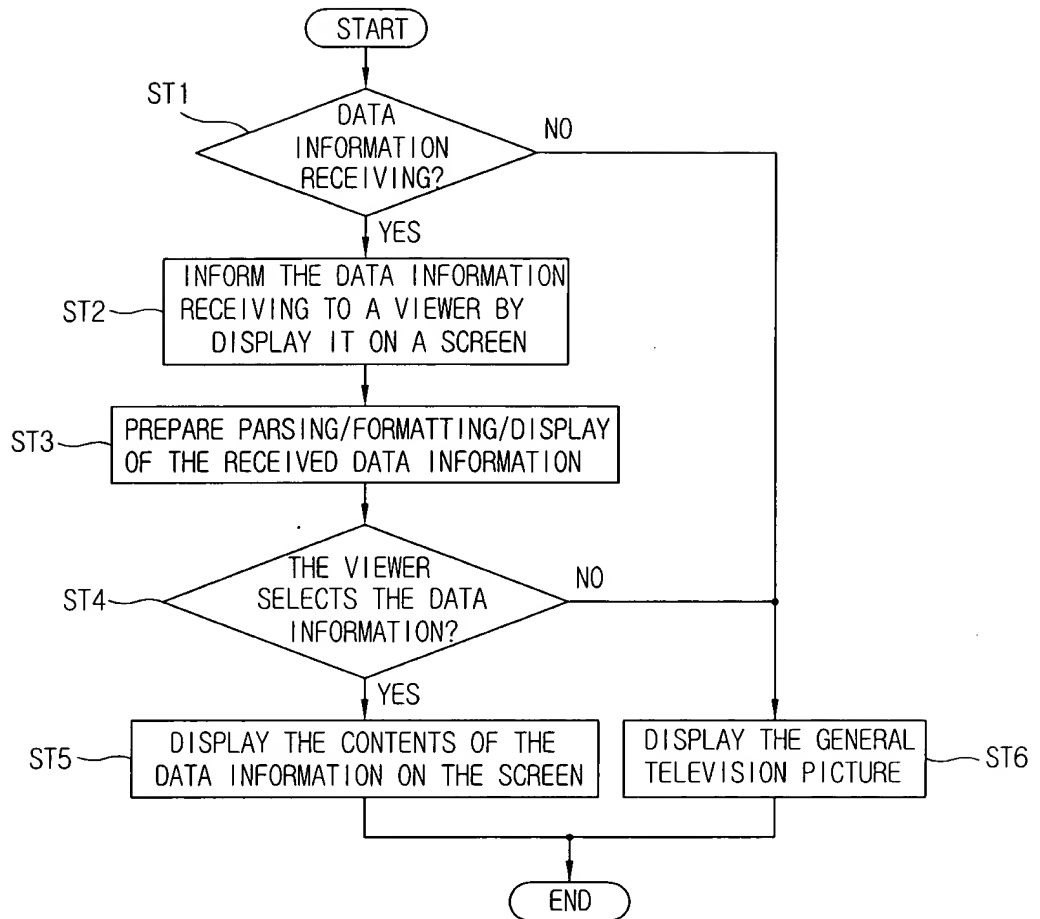 START
ST1
DATA
INFORMATION
RECEIVING?
NO
YES
ST2
INFORM THE DATA INFORMATION
RECEIVING TO A VIEWER BY
DISPLAY IT ON A SCREEN
ST3
PREPARE PARSING/FORMATTING/DISPLAY
OF THE RECEIVED DATA INFORMATION
ST4
THE VIEWER
SELECTS THE DATA
INFORMATION?
NO
YES
ST5
DISPLAY THE CONTENTS OF THE
DATA INFORMATION ON THE SCREEN
DISPLAY THE GENERAL
TELEVISION PICTURE
ST6
END